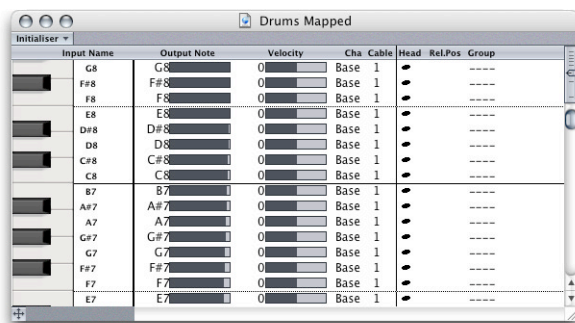 Drums Mapped
Initialiser
Input Name Output Note Velocity Cha Cable Head Rel.Pos Group
G8 G8 0 Base 1 ----
F#8 F#8 0 Base 1 ----
F8 F8 0 Base 1 ----
E8 E8 0 Base 1 ----
D#8 D#8 0 Base 1 ----
D8 D8 0 Base 1 ----
C#8 C#8 0 Base 1 ----
C8 C8 0 Base 1 ----
B7 B7 0 Base 1 ----
A#7 A#7 0 Base 1 ----
A7 A7 0 Base 1 ----
G#7 G#7 0 Base 1 ----
G7 G7 0 Base 1 ----
F#7 F#7 0 Base 1 ----
F7 F7 0 Base 1 ----
E7 E7 0 Base 1 ----